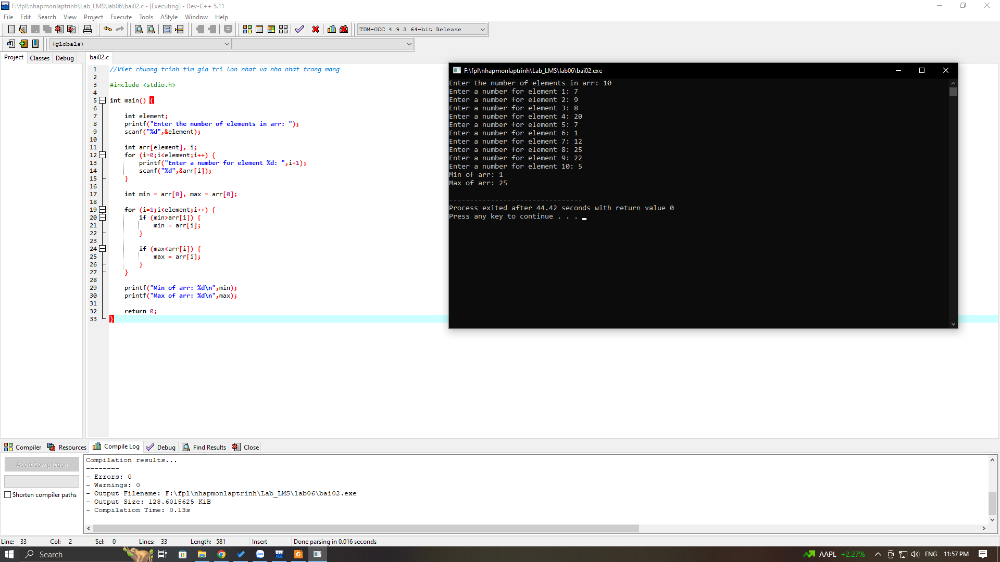 F:\fpl\nhapmonlaptrinh\Lab_LMS\lab06\bai02.c - [Executing] - Dev-C++ 5.11
File Edit Search View Project Execute Tools AStyle Window Help
TDM-GCC 4.9.2 64-bit Release
(globals)
Project Classes Debug
bai02.c
1 //Viet chuong trinh tim gia tri lon nhat va nho nhat trong mang
2
3 #include <stdio.h>
4
5 int main() {
6
7 int element;
8 printf("Enter the number of elements in arr: ");
9 scanf("%d",&element);
10
11 int arr[element], i;
12 for (i=0;i<element;i++) {
13 printf("Enter a number for element %d: ",i+1);
14 scanf("%d",&arr[i]);
15 }
16
17 int min = arr[0], max = arr[0];
18
19 for (i=1;i<element;i++) {
20 if (min>arr[i]) {
21 min = arr[i];
22 }
23
24 if (max<arr[i]) {
25 max = arr[i];
26 }
27 }
28
29 printf("Min of arr: %d\n",min);
30 printf("Max of arr: %d\n",max);
31
32 return 0;
33 }
F:\fpl\nhapmonlaptrinh\Lab_LMS\lab06\bai02.exe
Enter the number of elements in arr: 10
Enter a number for element 1: 7
Enter a number for element 2: 9
Enter a number for element 3: 8
Enter a number for element 4: 20
Enter a number for element 5: 7
Enter a number for element 6: 1
Enter a number for element 7: 12
Enter a number for element 8: 25
Enter a number for element 9: 22
Enter a number for element 10: 5
Min of arr: 1
Max of arr: 25
--------------------------------
Process exited after 44.42 seconds with return value 0
Press any key to continue . . .
Compiler Resources Compile Log Debug Find Results Close
Abort Compilation
Shorten compiler paths
Compilation results...
--------
- Errors: 0
- Warnings: 0
- Output Filename: F:\fpl\nhapmonlaptrinh\Lab_LMS\lab06\bai02.exe
- Output Size: 128.6015625 KiB
- Compilation Time: 0.13s
Line: 33 Col: 2 Sel: 0 Lines: 33 Length: 581 Insert Done parsing in 0.016 seconds
Search
Zalo
DEV
AAPL +2,27%
ENG
11:57 PM